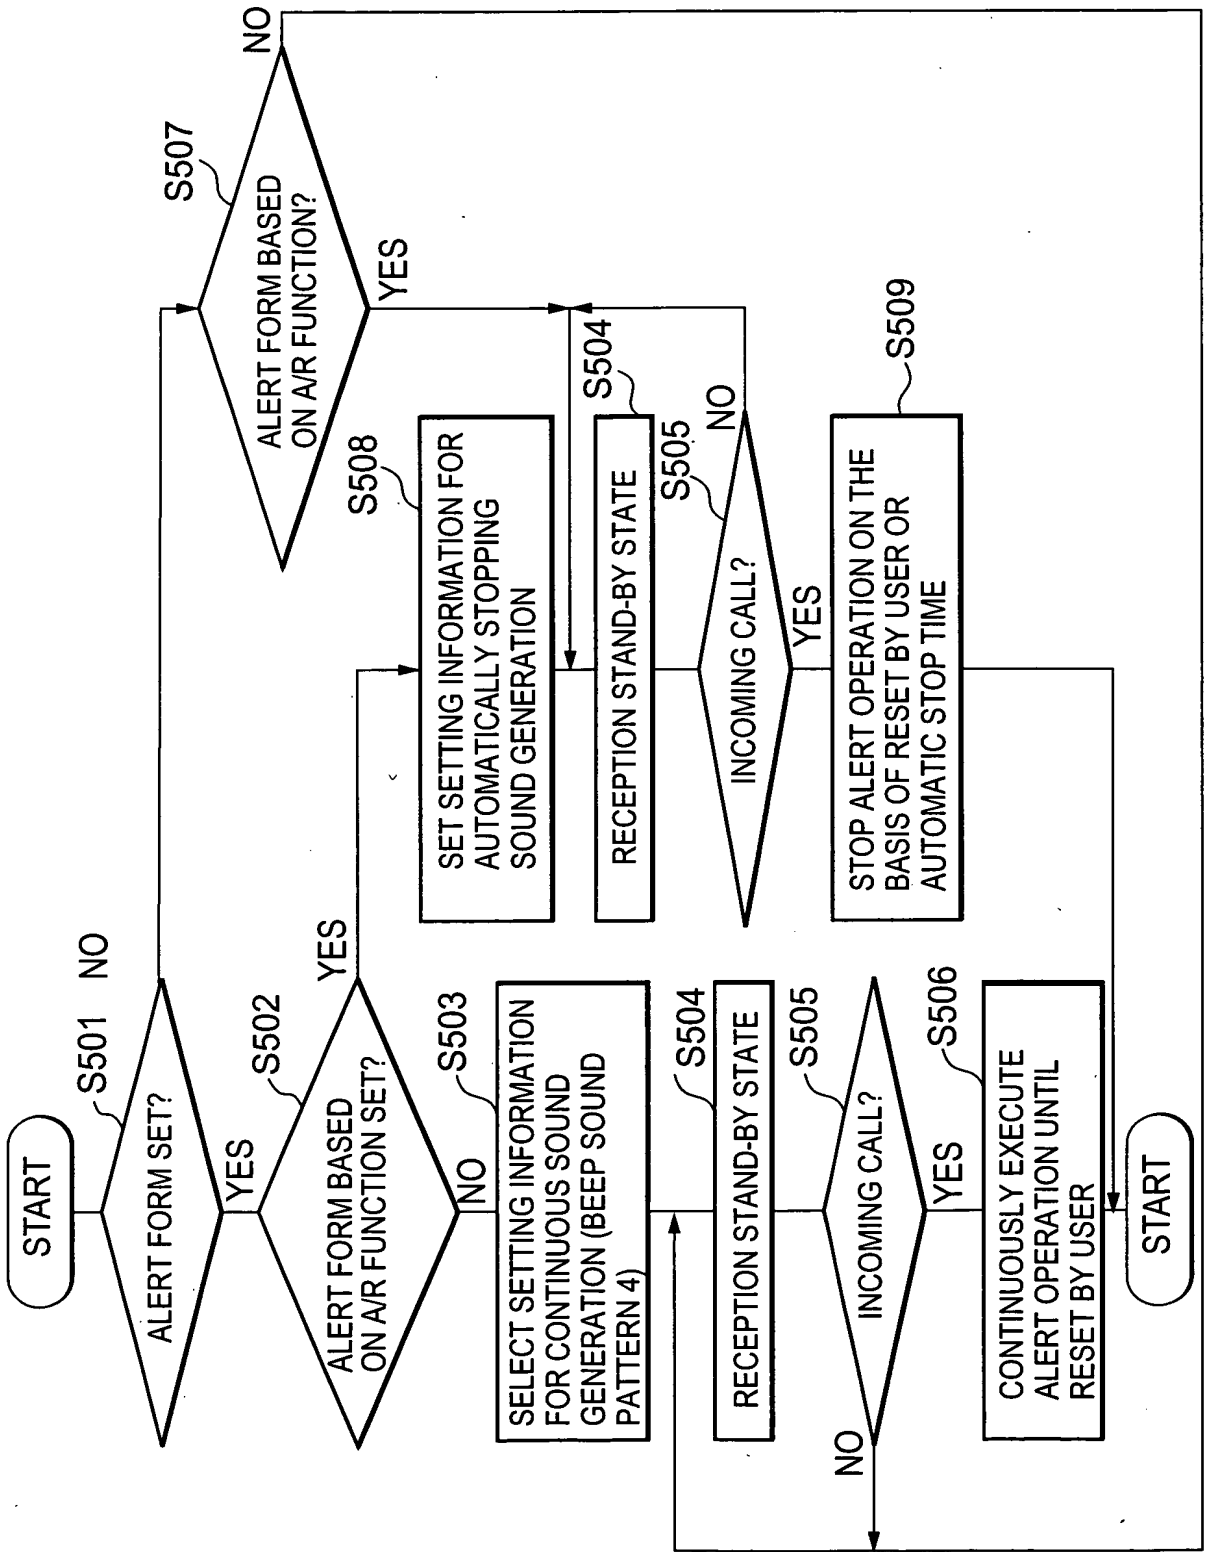 START
S501
NO
ALERT FORM SET?
YES
S502
YES
ALERT FORM BASED
ON A/R FUNCTION SET?
NO
S503
SELECT SETTING INFORMATION
FOR CONTINUOUS SOUND
GENERATION (BEEP SOUND
PATTERN 4)
S504
RECEPTION STAND-BY STATE
S505
INCOMING CALL?
NO
YES
S506
CONTINUOUSLY EXECUTE
ALERT OPERATION UNTIL
RESET BY USER
START
S507
NO
ALERT FORM BASED
ON A/R FUNCTION?
YES
S508
SET SETTING INFORMATION FOR
AUTOMATICALLY STOPPING
SOUND GENERATION
S504
RECEPTION STAND-BY STATE
S505
NO
INCOMING CALL?
YES
S509
STOP ALERT OPERATION ON THE
BASIS OF RESET BY USER OR
AUTOMATIC STOP TIME